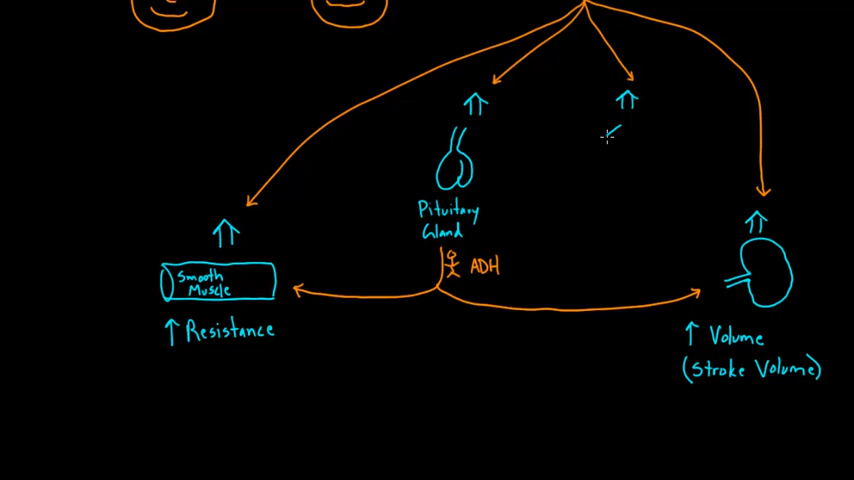 Pituitary
Gland
ADH
Smooth
Muscle
↑ Resistance
↑ Volume
(Stroke Volume)